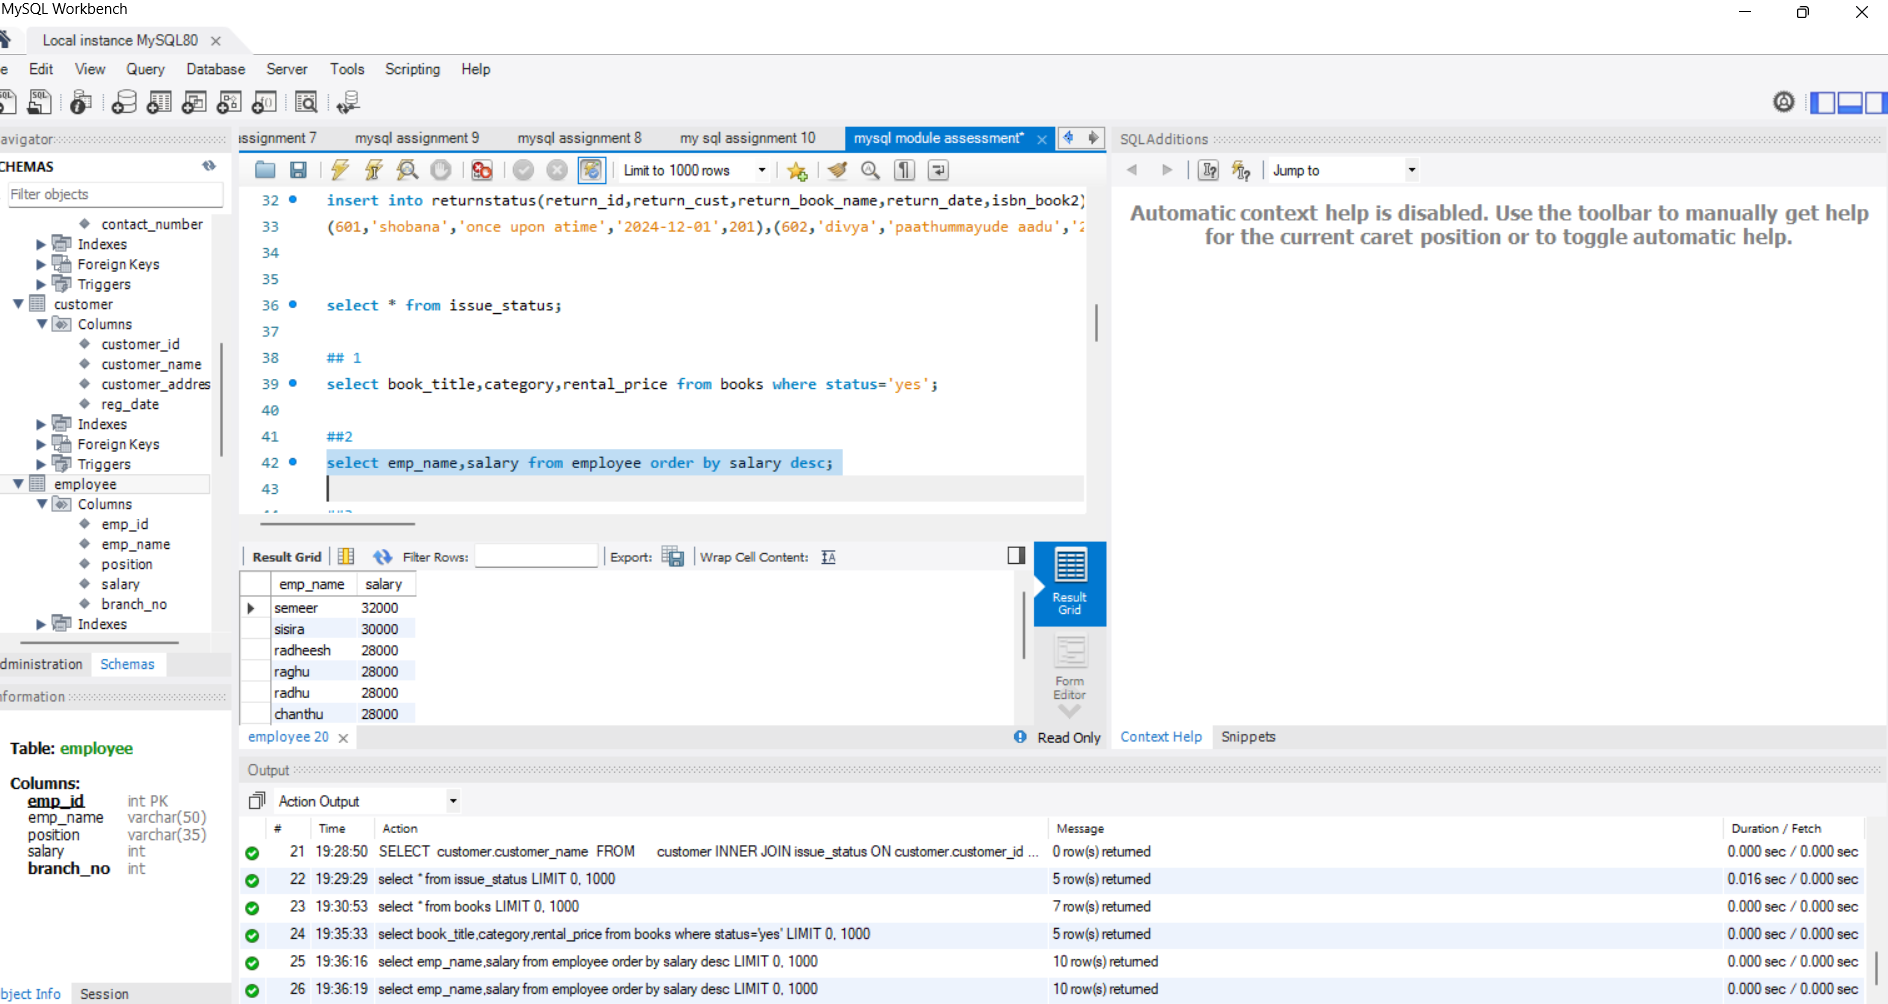 MySQL Workbench
Local instance MySQL80
e Edit View Query Database Server Tools Scripting Help
avigator
ssignment 7 mysql assignment 9 mysql assignment 8 my sql assignment 10 mysql module assessment*
SQLAdditions
CHEMAS
Filter objects
Limit to 1000 rows
Jump to
contact_number
Indexes
Foreign Keys
Triggers
customer
Columns
customer_id
customer_name
customer_addres
reg_date
Indexes
Foreign Keys
Triggers
employee
Columns
emp_id
emp_name
position
salary
branch_no
Indexes
dministration Schemas
nformation
Table: employee
Columns:
emp_id int PK
emp_name varchar(50)
position varchar(35)
salary int
branch_no int
bject Info Session
32 insert into returnstatus(return_id,return_cust,return_book_name,return_date,isbn_book2)
33 (601,'shobana','once upon atime','2024-12-01',201),(602,'divya','paathummayude aadu','2
34
35
36 select * from issue_status;
37
38 ## 1
39 select book_title,category,rental_price from books where status='yes';
40
41 ##2
42 select emp_name,salary from employee order by salary desc;
43
Automatic context help is disabled. Use the toolbar to manually get help
for the current caret position or to toggle automatic help.
Result Grid Filter Rows: Export: Wrap Cell Content:
emp_name salary
semeer 32000
sisira 30000
radheesh 28000
raghu 28000
radhu 28000
chanthu 28000
Result
Grid
Form
Editor
employee 20
Read Only
Context Help Snippets
Output
Action Output
# Time Action Message Duration / Fetch
21 19:28:50 SELECT customer.customer_name FROM customer INNER JOIN issue_status ON customer.customer_id ... 0 row(s) returned 0.000 sec / 0.000 sec
22 19:29:29 select * from issue_status LIMIT 0, 1000 5 row(s) returned 0.016 sec / 0.000 sec
23 19:30:53 select * from books LIMIT 0, 1000 7 row(s) returned 0.000 sec / 0.000 sec
24 19:35:33 select book_title,category,rental_price from books where status='yes' LIMIT 0, 1000 5 row(s) returned 0.000 sec / 0.000 sec
25 19:36:16 select emp_name,salary from employee order by salary desc LIMIT 0, 1000 10 row(s) returned 0.000 sec / 0.000 sec
26 19:36:19 select emp_name,salary from employee order by salary desc LIMIT 0, 1000 10 row(s) returned 0.000 sec / 0.000 sec